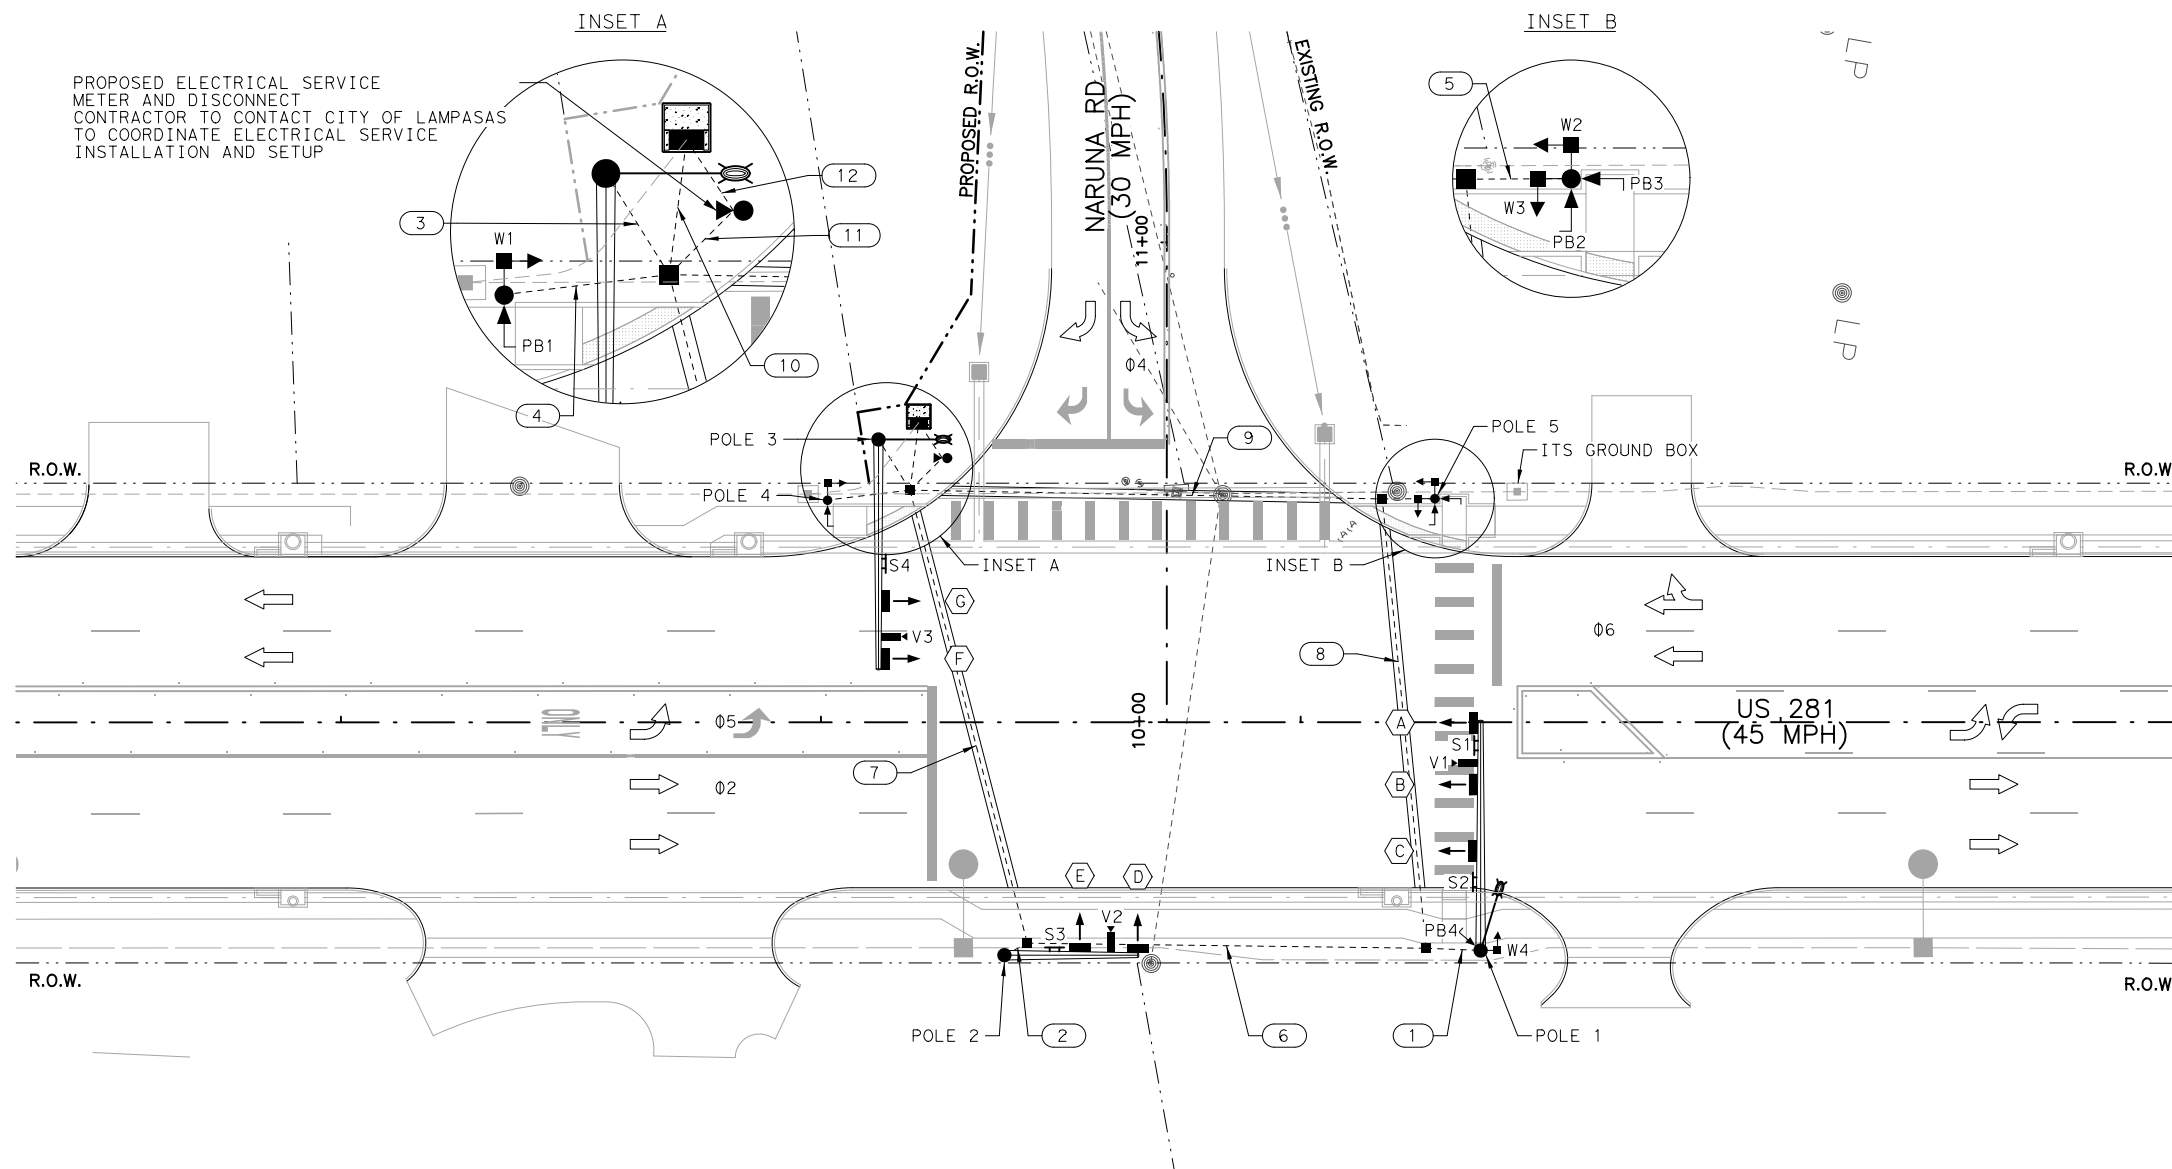 INSET A
INSET B
PROPOSED ELECTRICAL SERVICE
METER AND DISCONNECT
CONTRACTOR TO CONTACT CITY OF LAMPASAS
TO COORDINATE ELECTRICAL SERVICE
INSTALLATION AND SETUP
3
W1
PB1
4
12
11
10
PROPOSED R.O.W.
NARUNA RD
(30 MPH)
11+00
EXISTING R.O.W.
5
W2
PB3
W3
PB2
LP
LP
Φ4
POLE 3
9
POLE 5
ITS GROUND BOX
R.O.W.
R.O.W
POLE 4
S4
INSET A
INSET B
G
V3
F
8
Φ6
ONLY
Φ5
10+00
A
US 281
(45 MPH)
S1
V1
7
B
Φ2
C
E
D
S2
V2
S3
PB4
W4
R.O.W.
R.O.W
POLE 2
2
6
1
POLE 1